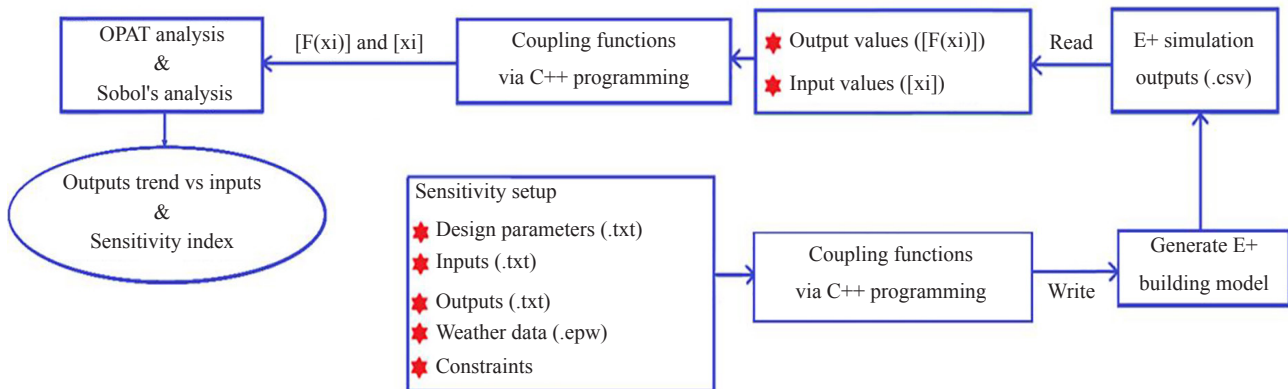 OPAT analysis
&
Sobol's analysis
[F(xi)] and [xi]
Coupling functions
via C++ programming
Output values ([F(xi)])
Input values ([xi])
Read
E+ simulation
outputs (.csv)
Outputs trend vs inputs
&
Sensitivity index
Sensitivity setup
Design parameters (.txt)
Inputs (.txt)
Outputs (.txt)
Weather data (.epw)
Constraints
Coupling functions
via C++ programming
Write
Generate E+
building model